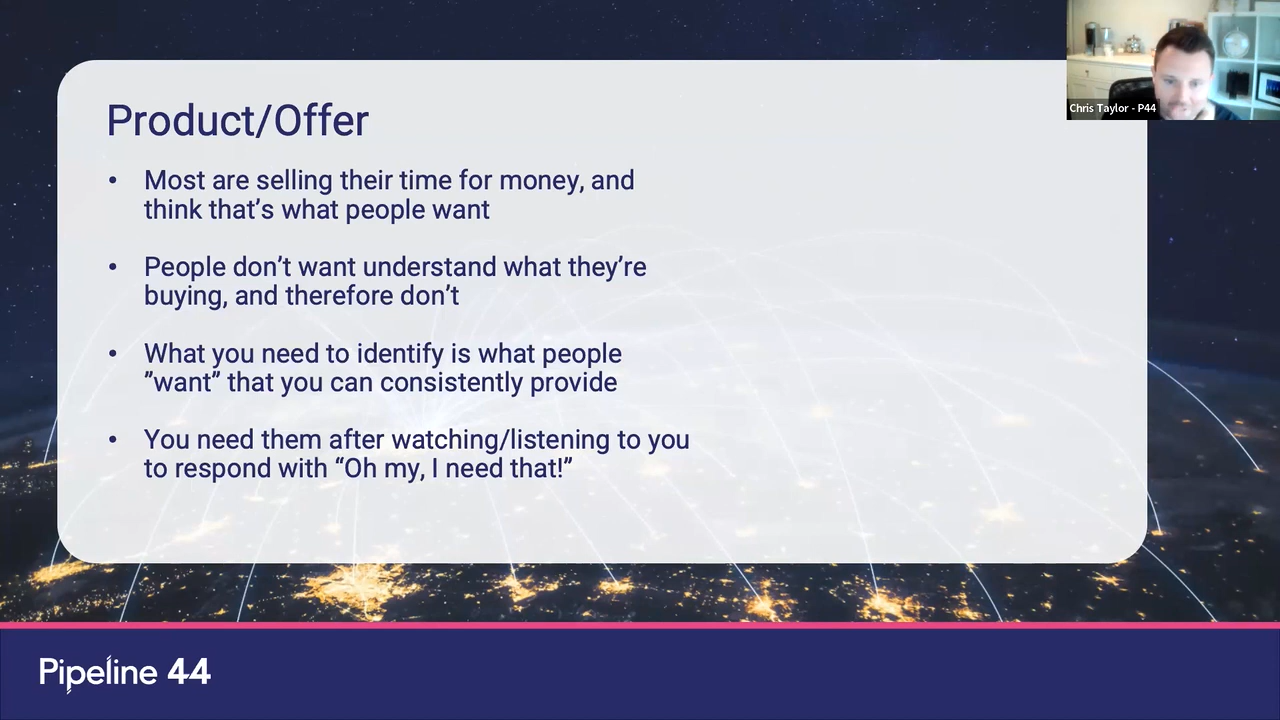 Product/Offer
• Most are selling their time for money, and
think that’s what people want
• People don’t want understand what they’re
buying, and therefore don’t
• What you need to identify is what people
”want” that you can consistently provide
• You need them after watching/listening to you
to respond with “Oh my, I need that!”
Chris Taylor - P44
Pipeline 44